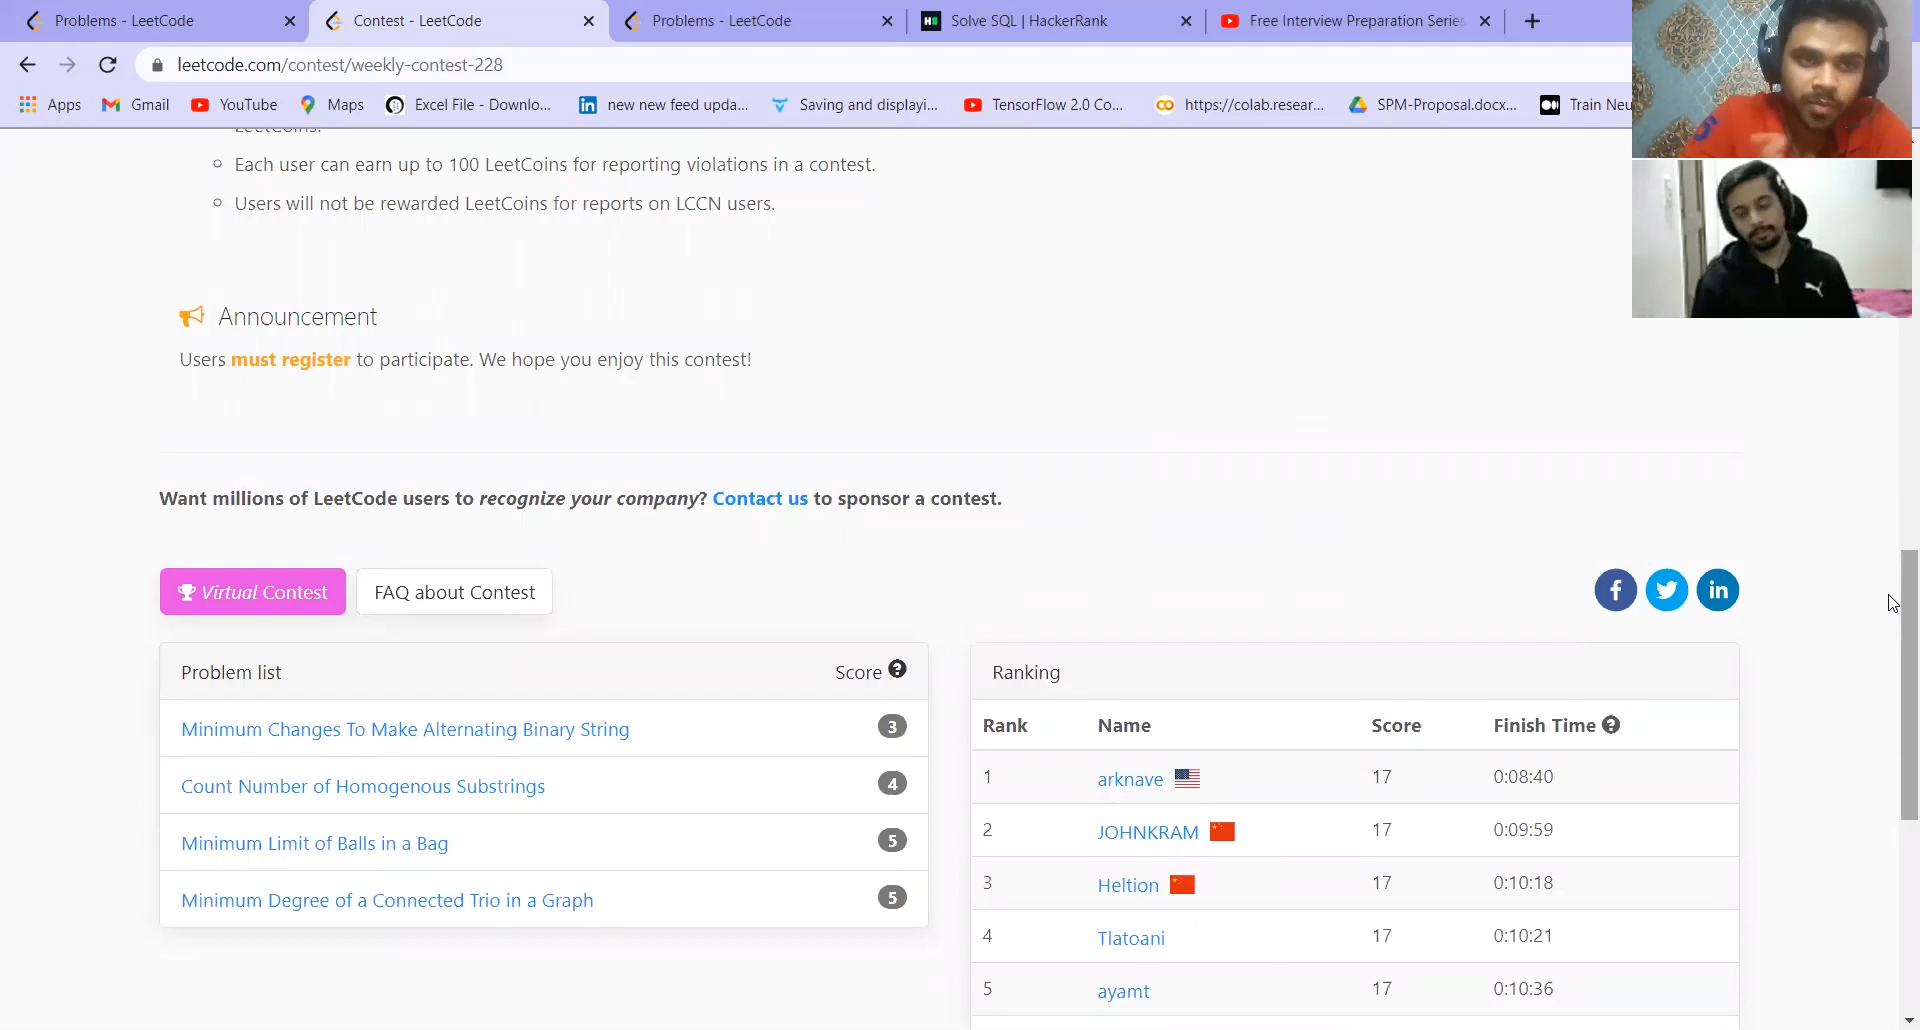 Problems - LeetCode
Contest - LeetCode
Problems - LeetCode
Solve SQL | HackerRank
Free Interview Preparation Series
leetcode.com/contest/weekly-contest-228
Apps
Gmail
YouTube
Maps
Excel File - Downlo...
new new feed upda...
Saving and displayi...
TensorFlow 2.0 Co...
https://colab.resear...
SPM-Proposal.docx...
Train Neu
LeetCoins.
Each user can earn up to 100 LeetCoins for reporting violations in a contest.
Users will not be rewarded LeetCoins for reports on LCCN users.
Announcement
Users must register to participate. We hope you enjoy this contest!
Want millions of LeetCode users to recognize your company? Contact us to sponsor a contest.
Virtual Contest
FAQ about Contest
Problem list Score
Minimum Changes To Make Alternating Binary String 3
Count Number of Homogenous Substrings 4
Minimum Limit of Balls in a Bag 5
Minimum Degree of a Connected Trio in a Graph 5
Ranking
Rank Name Score Finish Time
1 arknave 17 0:08:40
2 JOHNKRAM 17 0:09:59
3 Heltion 17 0:10:18
4 Tlatoani 17 0:10:21
5 ayamt 17 0:10:36